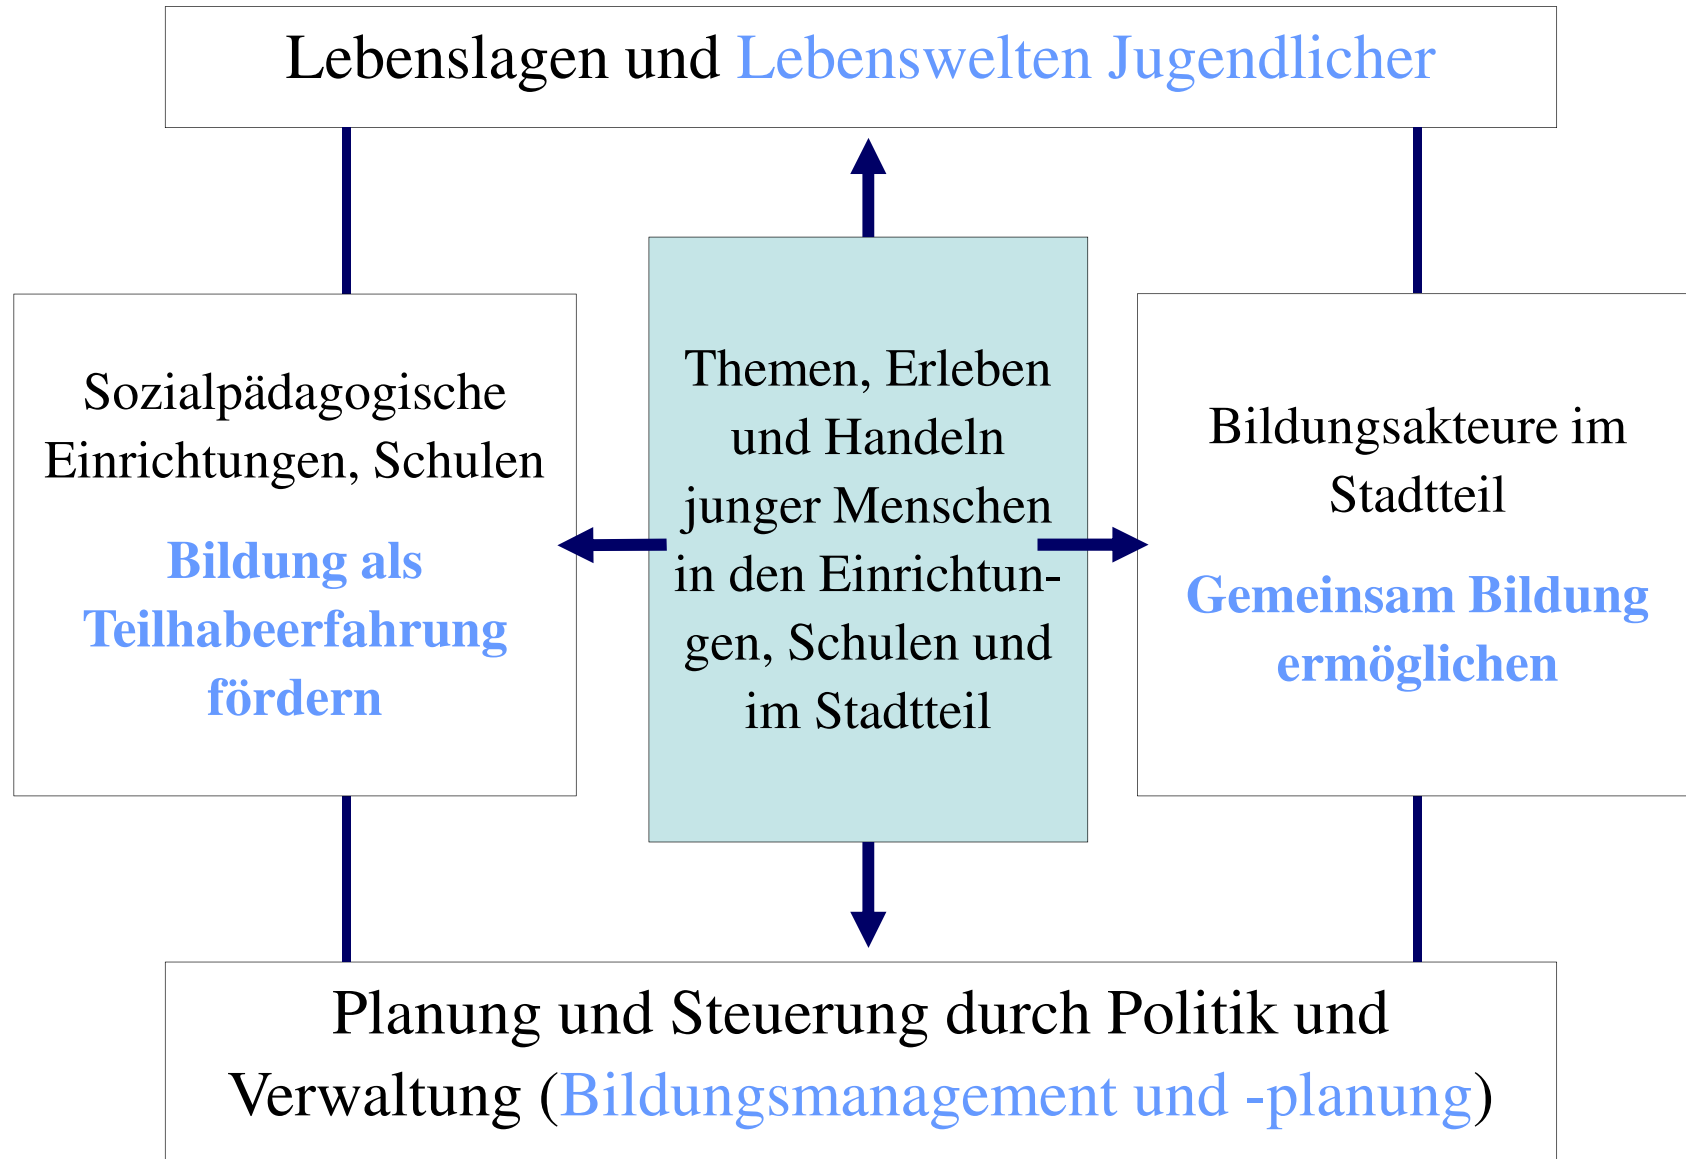 Lebenslagen und Lebenswelten Jugendlicher
Sozialpädagogische
Einrichtungen, Schulen
Bildung als
Teilhabeerfahrung
fördern
Themen, Erleben
und Handeln
junger Menschen
in den Einrichtun-
gen, Schulen und
im Stadtteil
Bildungsakteure im
Stadtteil
Gemeinsam Bildung
ermöglichen
Planung und Steuerung durch Politik und
Verwaltung (Bildungsmanagement und -planung)